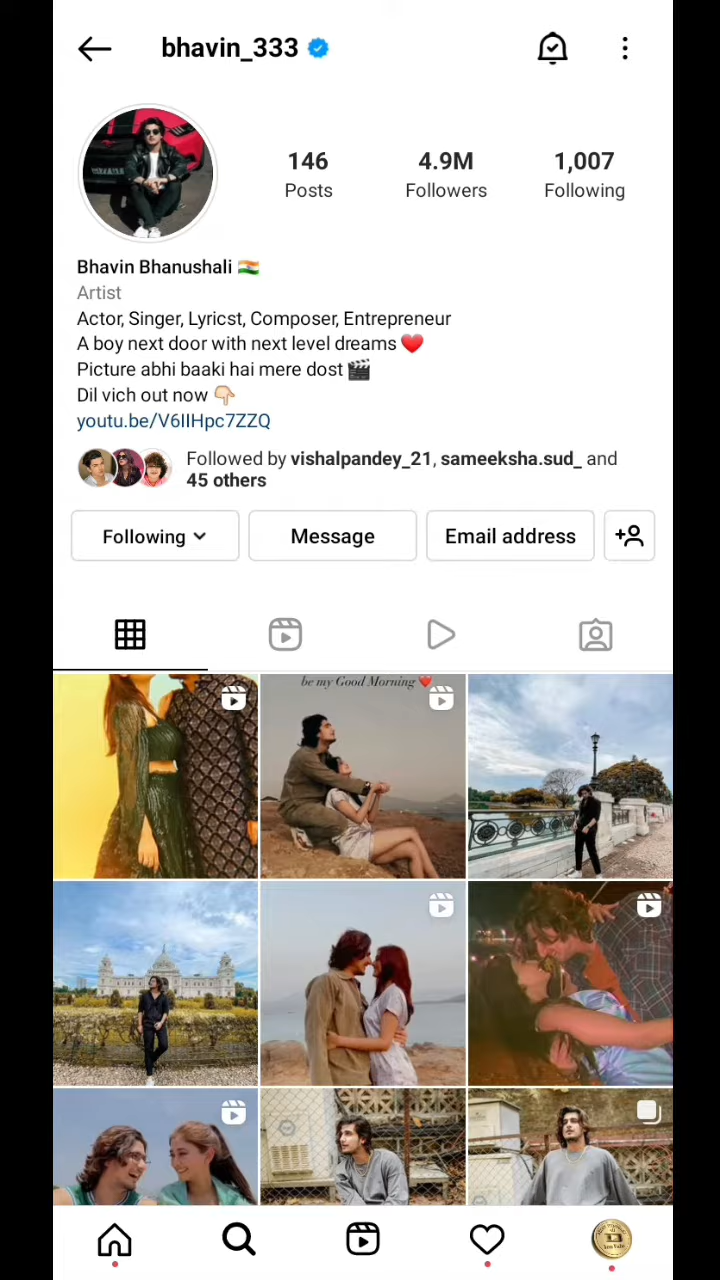 bhavin_333
146
Posts
4.9M
Followers
1,007
Following
Bhavin Bhanushali 🇮🇳
Artist
Actor, Singer, Lyricst, Composer, Entrepreneur
A boy next door with next level dreams ❤️
Picture abhi baaki hai mere dost 🎬
Dil vich out now 👇🏻
youtu.be/V6IIHpc7ZZQ
Followed by vishalpandey_21, sameeksha.sud_ and
45 others
Following
Message
Email address
be my Good Morning ❤️